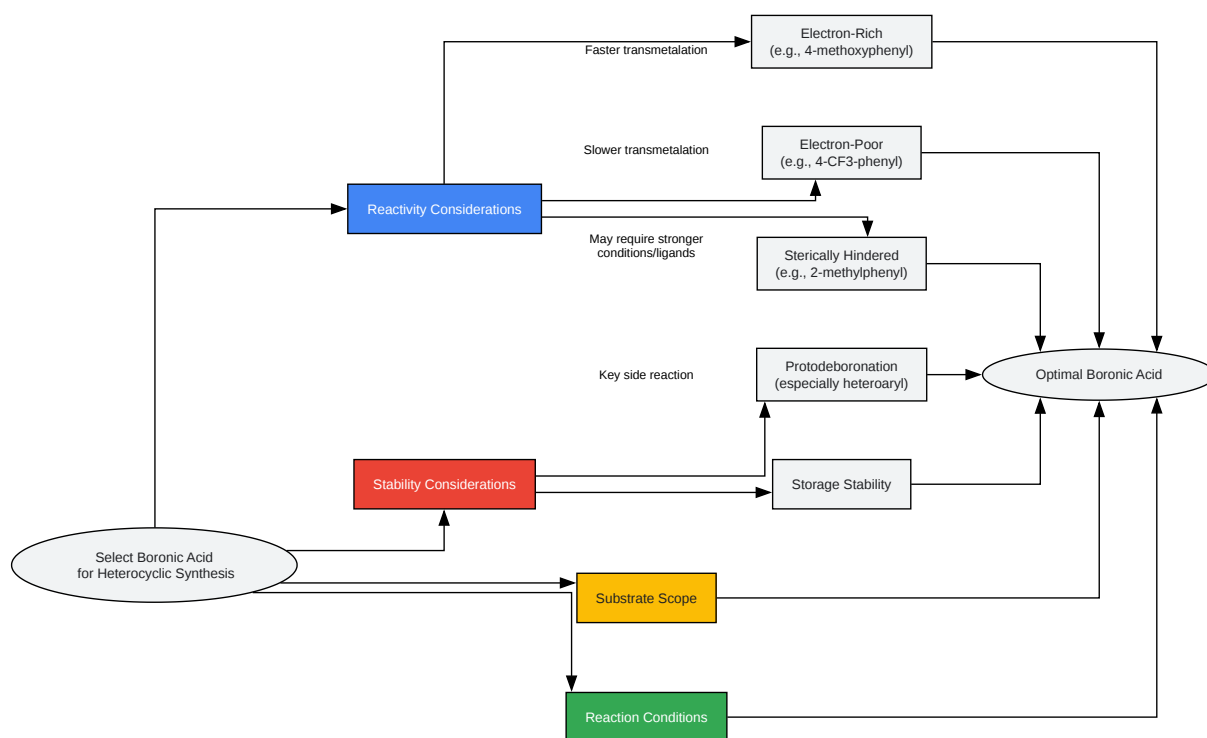 Electron-Rich
(e.g., 4-methoxyphenyl)
Faster transmetalation
Electron-Poor
(e.g., 4-CF3-phenyl)
Slower transmetalation
Reactivity Considerations
May require stronger
conditions/ligands
Sterically Hindered
(e.g., 2-methylphenyl)
Protodeboronation
(especially heteroaryl)
Key side reaction
Optimal Boronic Acid
Stability Considerations
Storage Stability
Select Boronic Acid
for Heterocyclic Synthesis
Substrate Scope
Reaction Conditions